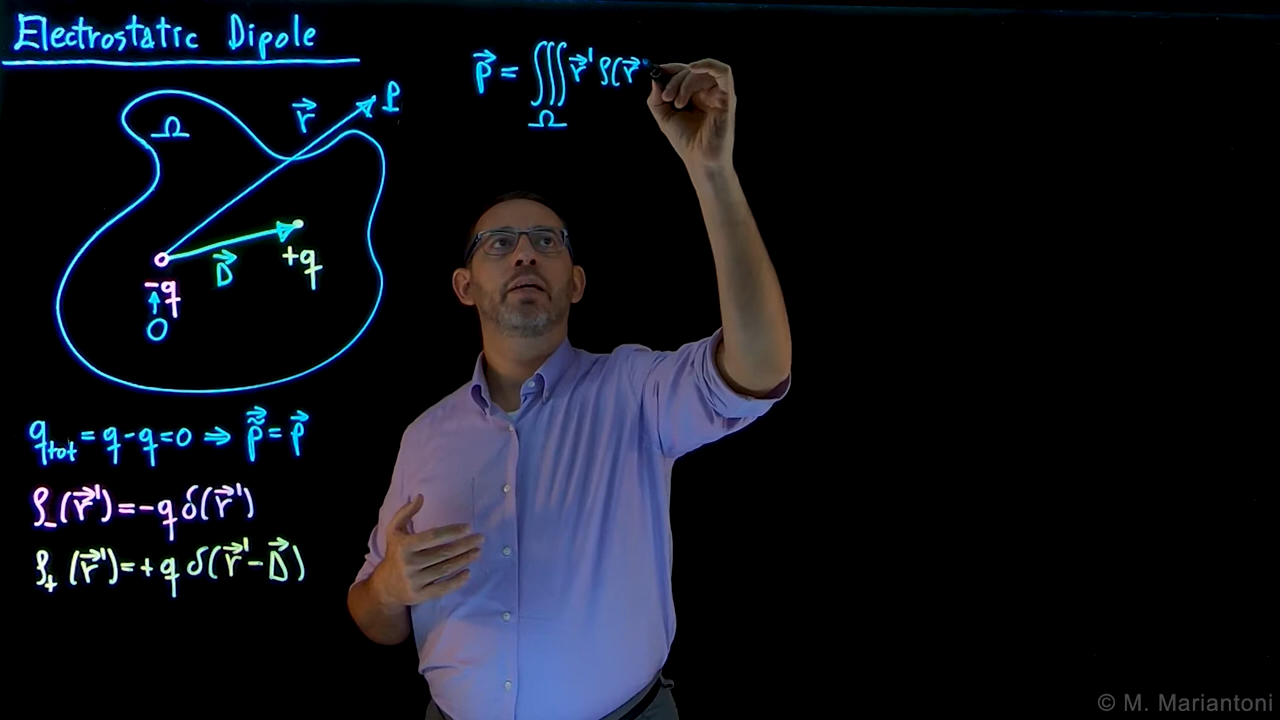 Electrostatic Dipole
Ω
r⃗
P
D⃗
+q
-q
↑
O
q_tot = q - q = 0 ⇒ p̃⃗ = p⃗
ρ_-(r⃗') = -q δ(r⃗')
ρ_+(r⃗') = +q δ(r⃗' - D⃗)
p⃗ = ∭_Ω r⃗' ρ(r⃗'
© M. Mariantoni